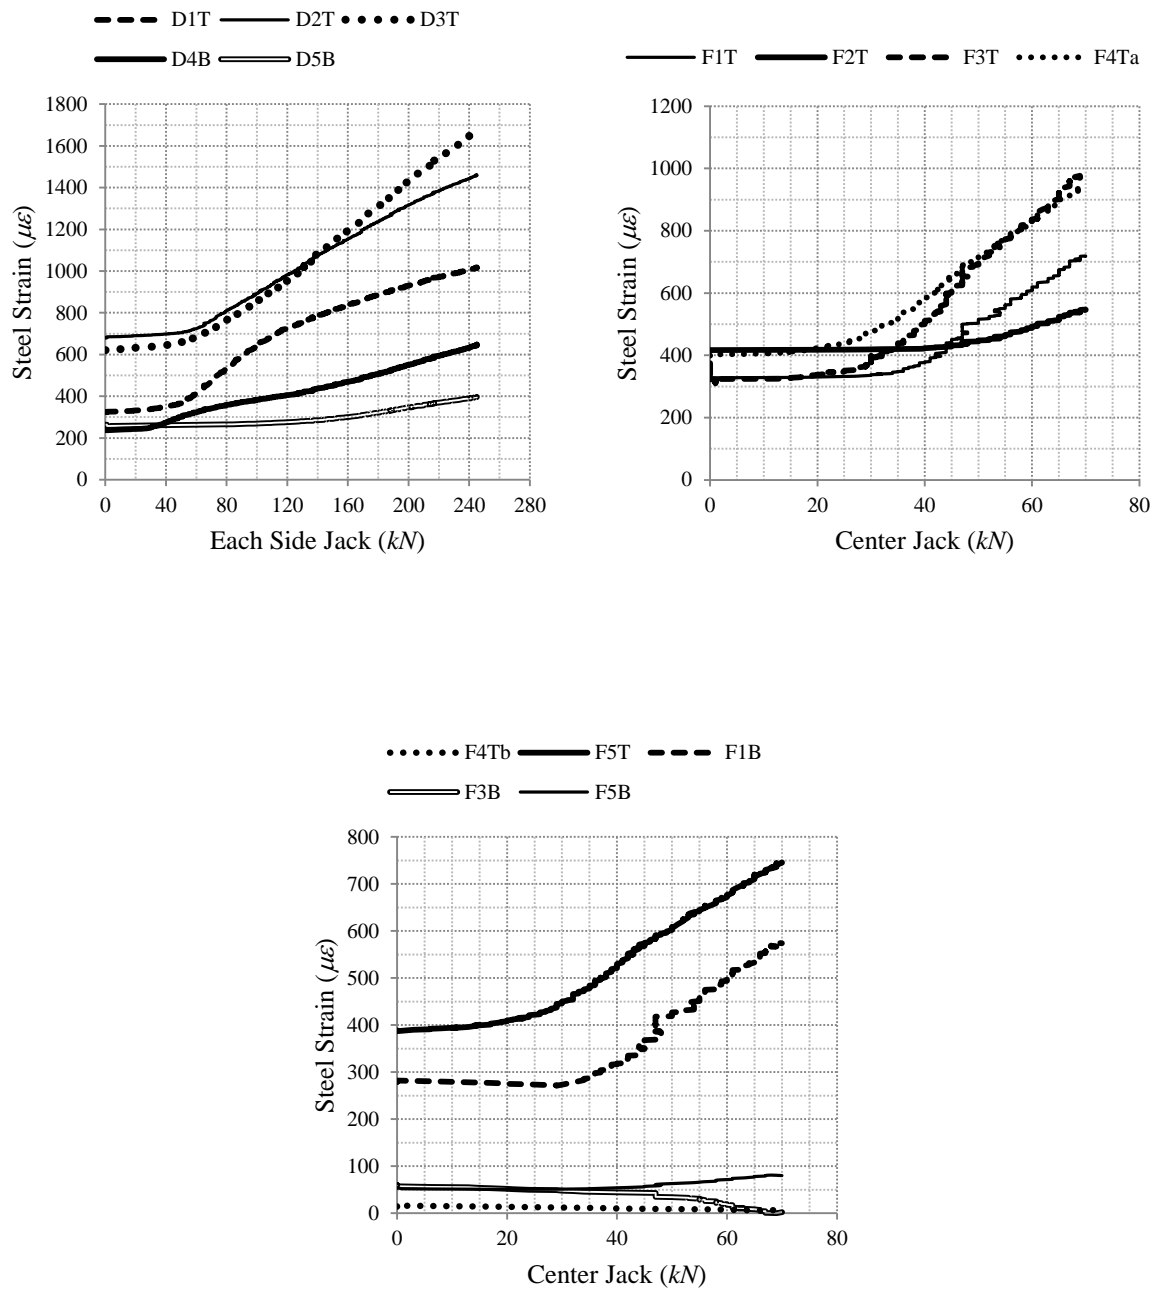 D1T D2T D3T
D4B D5B
1800
1600
1400
1200
1000
800
600
400
200
0
0 40 80 120 160 200 240 280
Steel Strain (με)
Each Side Jack (kN)
F1T F2T F3T F4Ta
1200
1000
800
600
400
200
0
0 20 40 60 80
Steel Strain (με)
Center Jack (kN)
F4Tb F5T F1B
F3B F5B
800
700
600
500
400
300
200
100
0
0 20 40 60 80
Steel Strain (με)
Center Jack (kN)